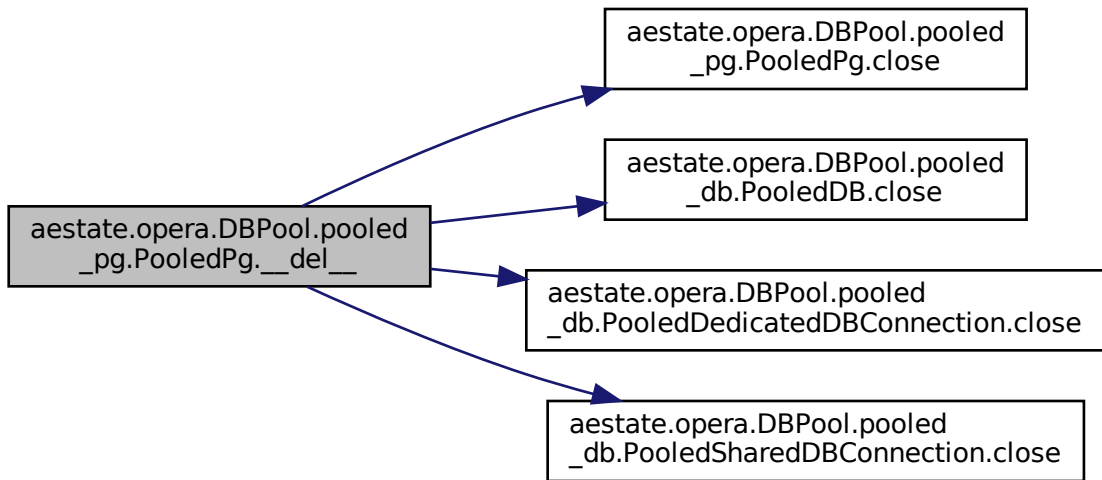 aestate.opera.DBPool.pooled
_pg.PooledPg.__del__
aestate.opera.DBPool.pooled
_pg.PooledPg.close
aestate.opera.DBPool.pooled
_db.PooledDB.close
aestate.opera.DBPool.pooled
_db.PooledDedicatedDBConnection.close
aestate.opera.DBPool.pooled
_db.PooledSharedDBConnection.close